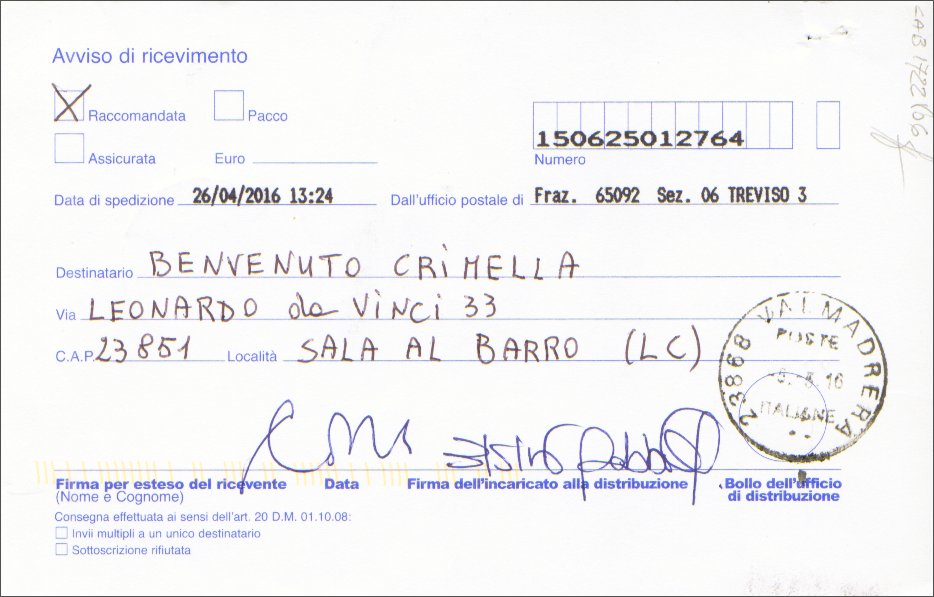 Avviso di ricevimento
Raccomandata Pacco
Assicurata Euro
150625012764
Numero
Data di spedizione 26/04/2016 13:24 Dall'ufficio postale di Fraz. 65092 Sez. 06 TREVISO 3
Destinatario BENVENUTO CRIMELLA
Via LEONARDO da VINCI 33
C.A.P. 23851 Località SALA AL BARRO (LC)
23868 VALMADRERA
POSTE
ITALIANE
Firma per esteso del ricevente Data Firma dell'incaricato alla distribuzione Bollo dell'ufficio
(Nome e Cognome) di distribuzione
Consegna effettuata ai sensi dell'art. 20 D.M. 01.10.08:
Invii multipli a un unico destinatario
Sottoscrizione rifiutata